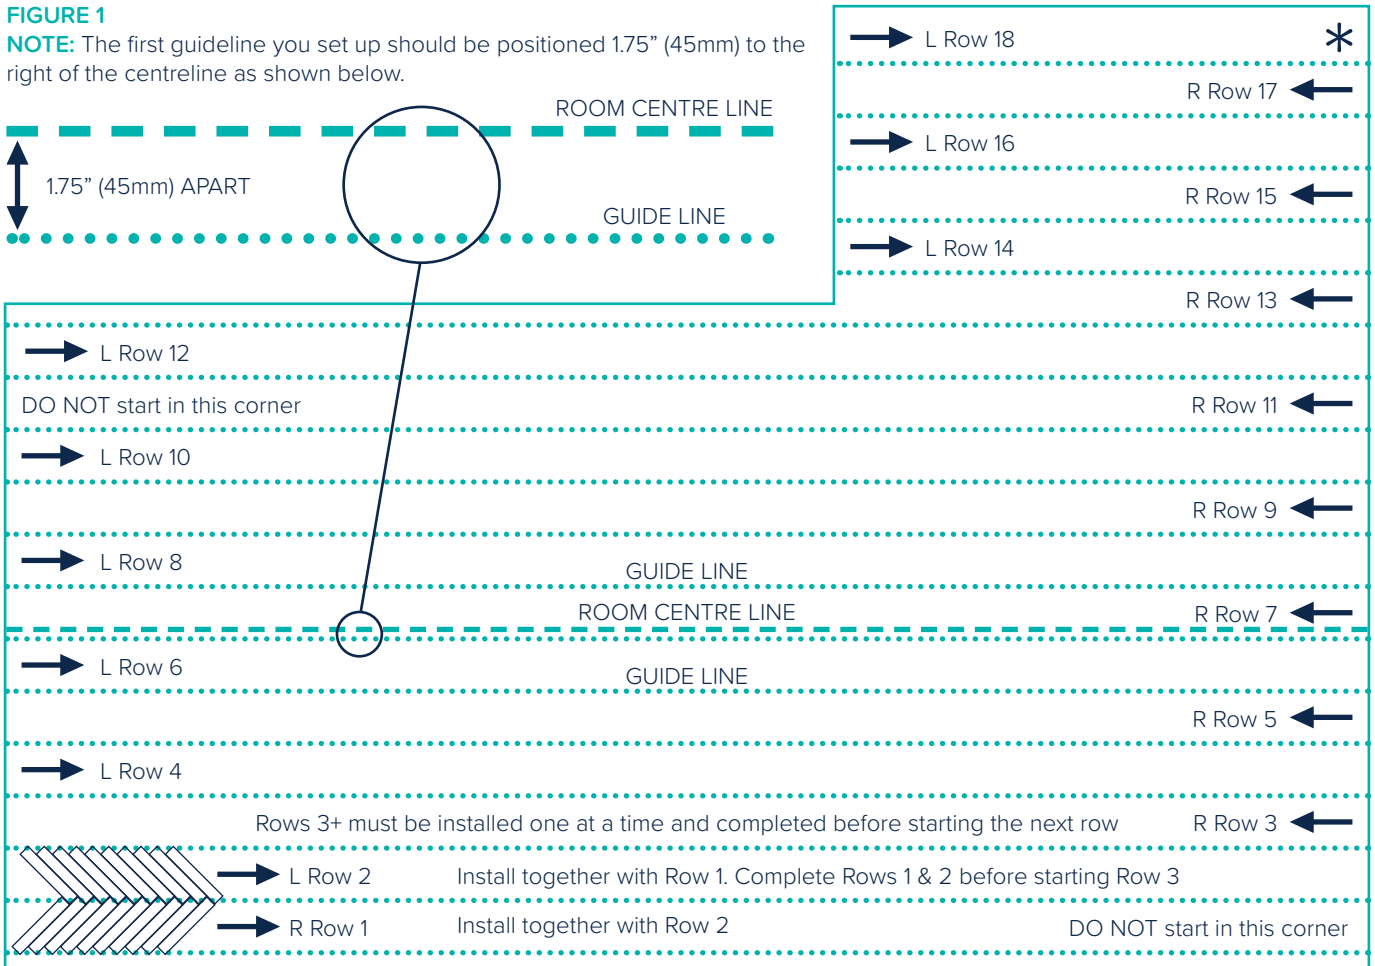 FIGURE 1
NOTE: The first guideline you set up should be positioned 1.75” (45mm) to the
right of the centreline as shown below.
ROOM CENTRE LINE
1.75” (45mm) APART
GUIDE LINE
L Row 18 *
R Row 17
L Row 16
R Row 15
L Row 14
R Row 13
L Row 12
DO NOT start in this corner
R Row 11
L Row 10
R Row 9
L Row 8
GUIDE LINE
ROOM CENTRE LINE
R Row 7
L Row 6
GUIDE LINE
R Row 5
L Row 4
Rows 3+ must be installed one at a time and completed before starting the next row
R Row 3
L Row 2
Install together with Row 1. Complete Rows 1 & 2 before starting Row 3
R Row 1
Install together with Row 2
DO NOT start in this corner